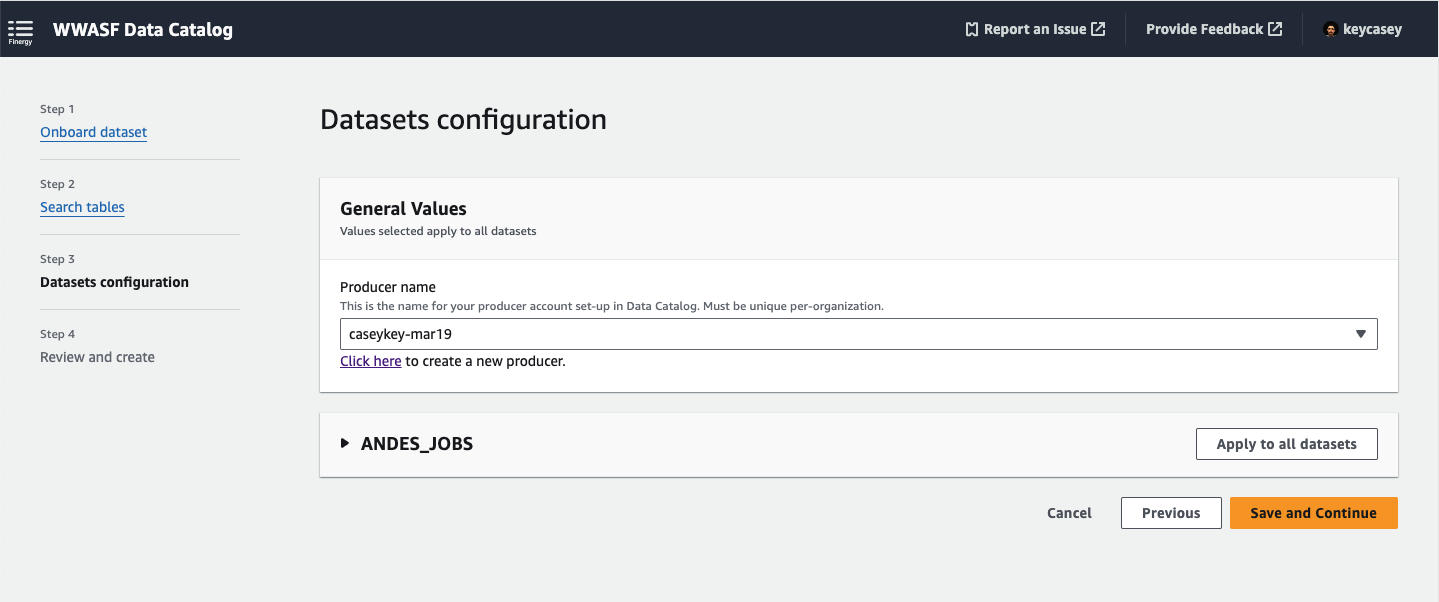 Finergy
WWASF Data Catalog
Report an Issue
Provide Feedback
keycasey
Step 1
Onboard dataset
Step 2
Search tables
Step 3
Datasets configuration
Step 4
Review and create
Datasets configuration
General Values
Values selected apply to all datasets
Producer name
This is the name for your producer account set-up in Data Catalog. Must be unique per-organization.
caseykey-mar19
Click here to create a new producer.
ANDES_JOBS
Apply to all datasets
Cancel
Previous
Save and Continue